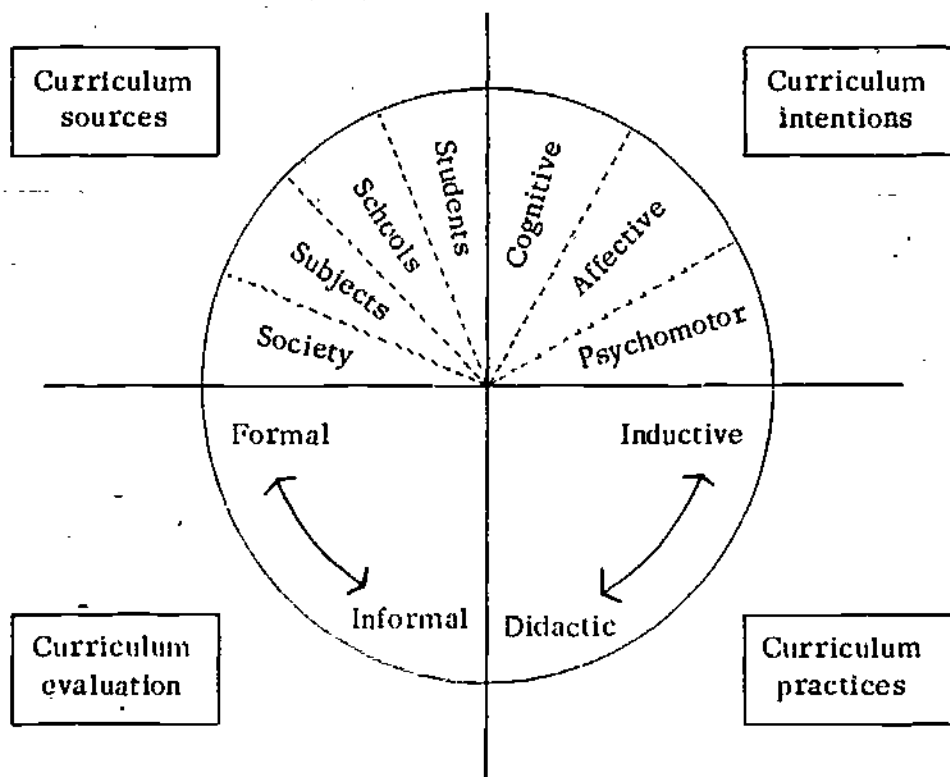 Curriculum
sources
Curriculum
intentions
Students
Cognitive
Schools
Affective
Subjects
Psychomotor
Society
Formal
Inductive
Informal
Didactic
Curriculum
evaluation
Curriculum
practices